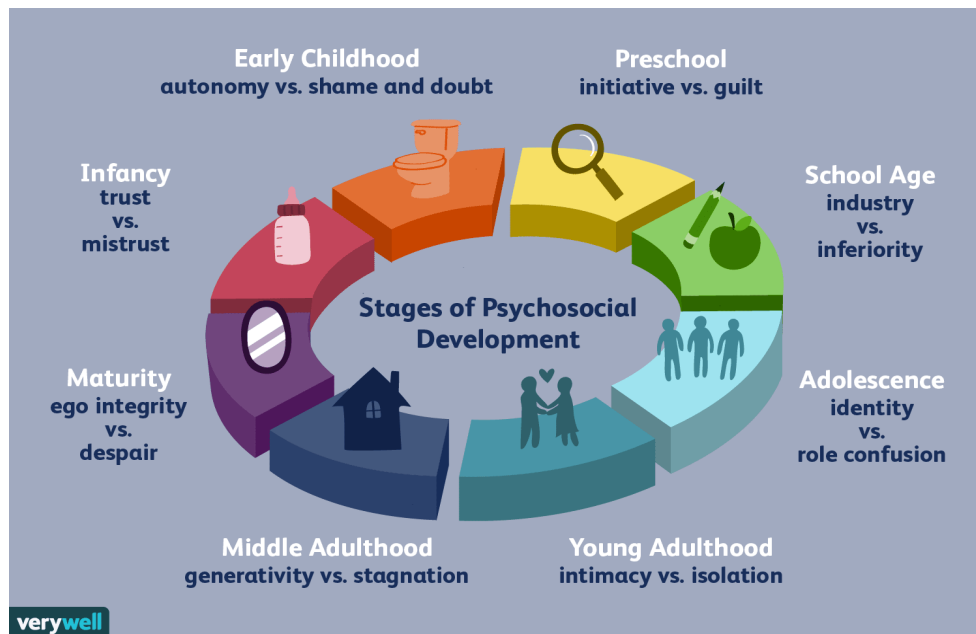 Stages of Psychosocial
Development
Infancy
trust
vs.
mistrust
Early Childhood
autonomy vs. shame and doubt
Preschool
initiative vs. guilt
School Age
industry
vs.
inferiority
Adolescence
identity
vs.
role confusion
Young Adulthood
intimacy vs. isolation
Middle Adulthood
generativity vs. stagnation
Maturity
ego integrity
vs.
despair
verywell